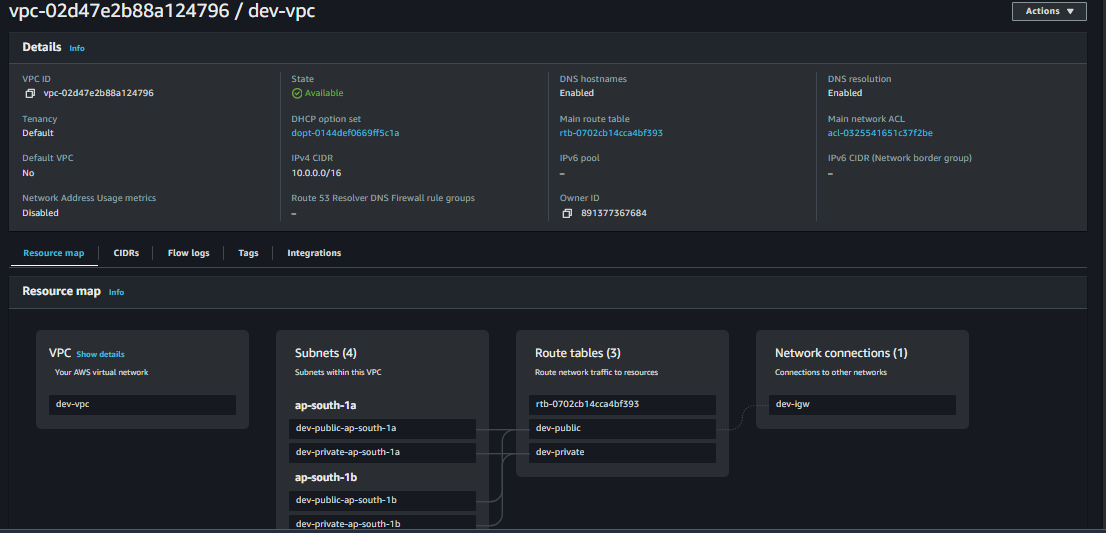 vpc-02d47e2b88a124796 / dev-vpc
Actions
Details Info
VPC ID
vpc-02d47e2b88a124796
State
Available
DNS hostnames
Enabled
DNS resolution
Enabled
Tenancy
Default
DHCP option set
dopt-0144def0669ff5c1a
Main route table
rtb-0702cb14cca4bf393
Main network ACL
acl-0325541651c37f2be
Default VPC
No
IPv4 CIDR
10.0.0.0/16
IPv6 pool
–
IPv6 CIDR (Network border group)
–
Network Address Usage metrics
Disabled
Route 53 Resolver DNS Firewall rule groups
–
Owner ID
891377367684
Resource map
CIDRs
Flow logs
Tags
Integrations
Resource map Info
VPC Show details
Your AWS virtual network
dev-vpc
Subnets (4)
Subnets within this VPC
ap-south-1a
dev-public-ap-south-1a
dev-private-ap-south-1a
ap-south-1b
dev-public-ap-south-1b
dev-private-ap-south-1b
Route tables (3)
Route network traffic to resources
rtb-0702cb14cca4bf393
dev-public
dev-private
Network connections (1)
Connections to other networks
dev-igw